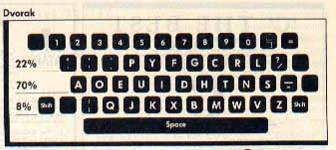 Dvorak
1 2 3 4 5 6 7 8 9 0 =
22% P Y F G C R L ?
70% A O E U I D H T N S
8% Shift Q J K X B M W V Z Shift
Space